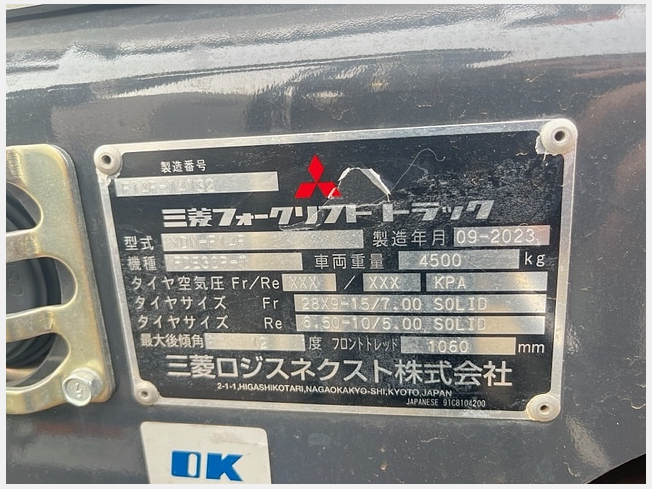 製造番号
三菱フォークリフトトラック
型式 製造年月 09-2023
機種 車両重量 4500 kg
タイヤ空気圧 Fr/Re XXX / XXX KPA
タイヤサイズ Fr 28X9-15/7.00 SOLID
タイヤサイズ Re 6.50-10/5.00 SOLID
最大後傾角 度 フロントトレッド 1060 mm
三菱ロジスネクスト株式会社
2-1-1,HIGASHIKOTARI,NAGAOKAKYO-SHI,KYOTO,JAPAN
JAPANESE 91C8104200
OK